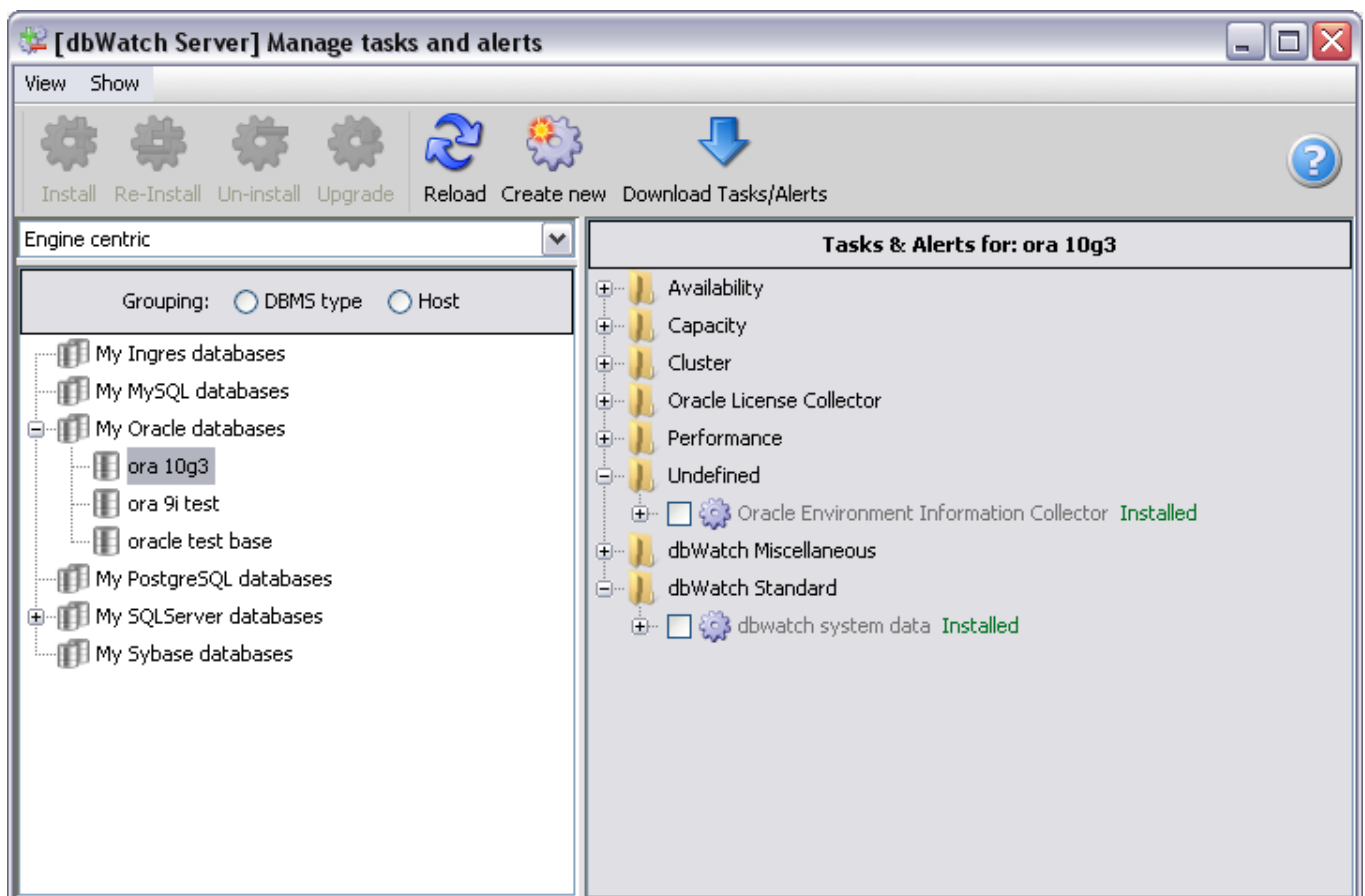 [dbWatch Server] Manage tasks and alerts
View Show
Install Re-Install Un-install Upgrade Reload Create new Download Tasks/Alerts
Engine centric
Grouping: DBMS type Host
My Ingres databases
My MySQL databases
My Oracle databases
ora 10g3
ora 9i test
oracle test base
My PostgreSQL databases
My SQLServer databases
My Sybase databases
Tasks & Alerts for: ora 10g3
Availability
Capacity
Cluster
Oracle License Collector
Performance
Undefined
Oracle Environment Information Collector Installed
dbWatch Miscellaneous
dbWatch Standard
dbwatch system data Installed